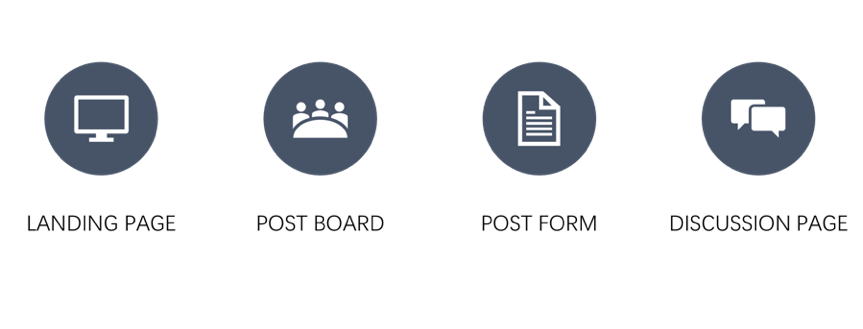 LANDING PAGE
POST BOARD
POST FORM
DISCUSSION PAGE